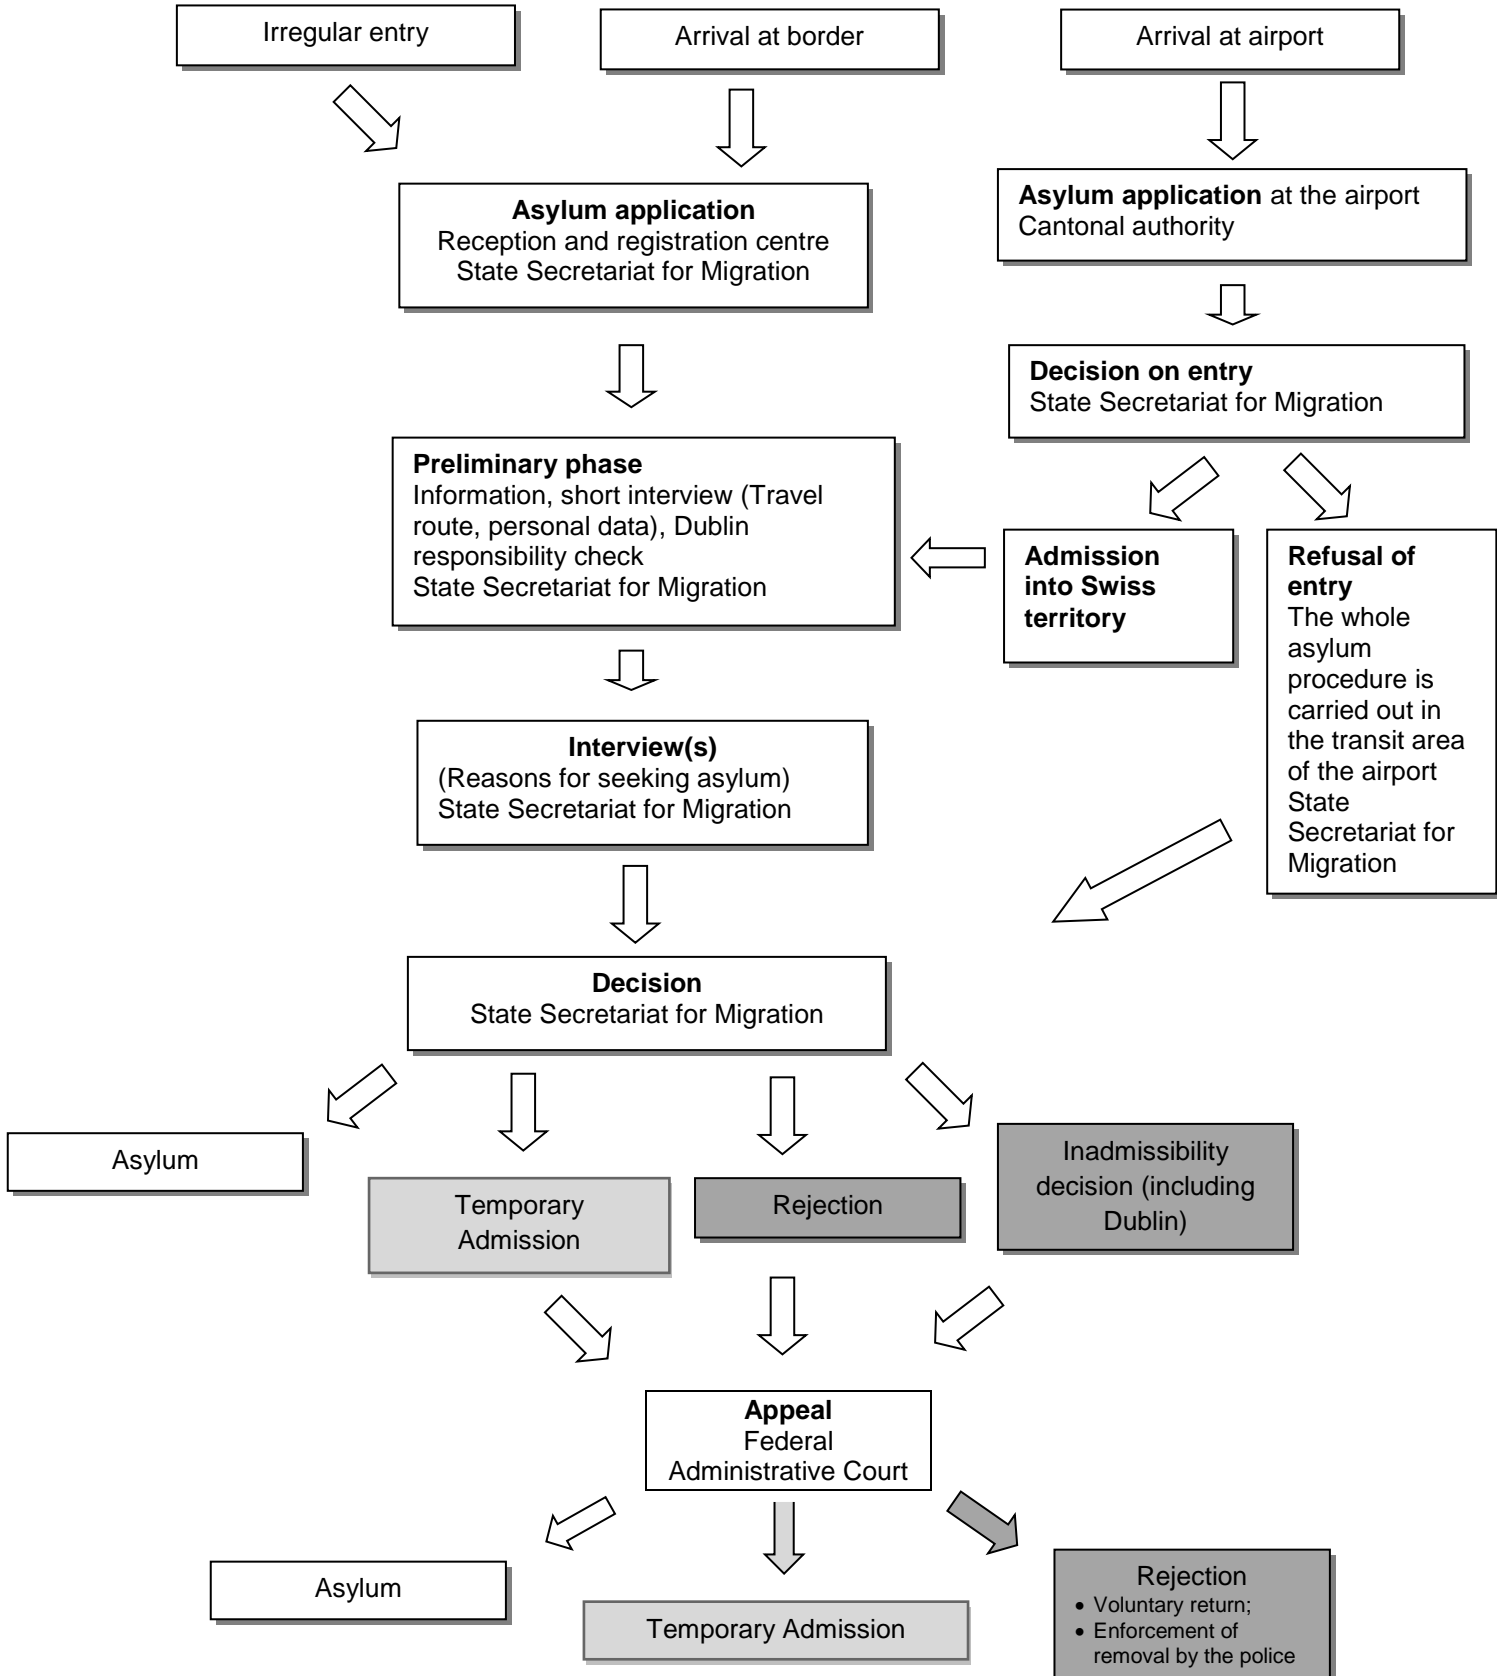 Irregular entry
Arrival at border
Arrival at airport
Asylum application
Reception and registration centre
State Secretariat for Migration
Asylum application at the airport
Cantonal authority
Decision on entry
State Secretariat for Migration
Preliminary phase
Information, short interview (Travel
route, personal data), Dublin
responsibility check
State Secretariat for Migration
Admission
into Swiss
territory
Refusal of
entry
The whole
asylum
procedure is
carried out in
the transit area
of the airport
State
Secretariat for
Migration
Interview(s)
(Reasons for seeking asylum)
State Secretariat for Migration
Decision
State Secretariat for Migration
Asylum
Temporary
Admission
Rejection
Inadmissibility
decision (including
Dublin)
Appeal
Federal
Administrative Court
Asylum
Temporary Admission
Rejection
• Voluntary return;
• Enforcement of
removal by the police